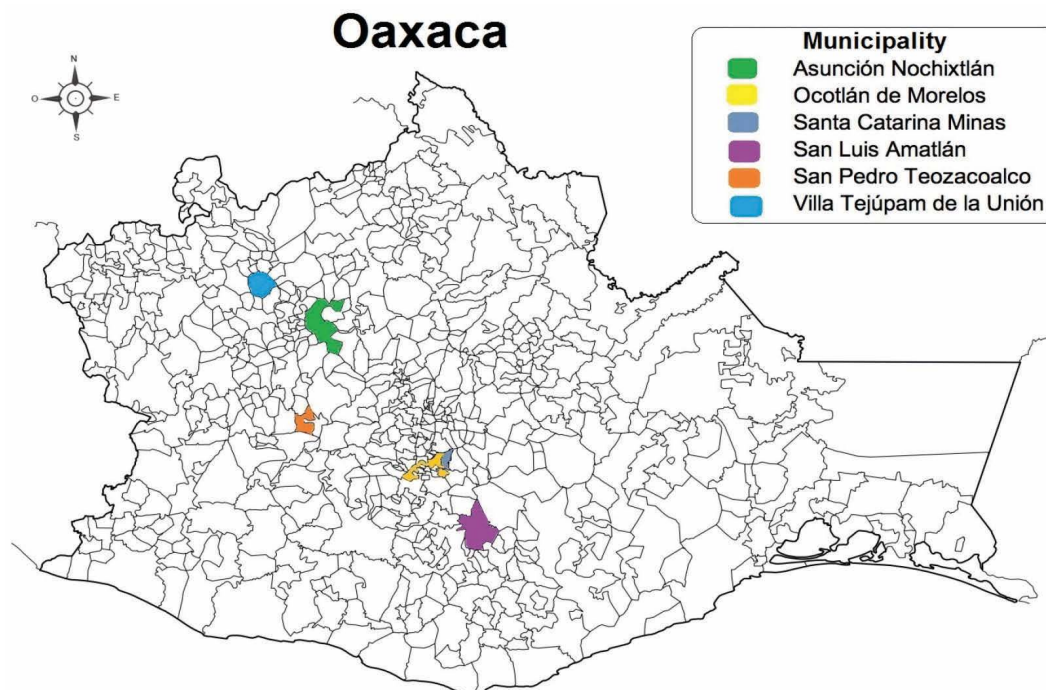 Oaxaca
Municipality
Asunción Nochixtlán
Ocotlán de Morelos
Santa Catarina Minas
San Luis Amatlán
San Pedro Teozacoalco
Villa Tejúpam de la Unión
N
O
E
S